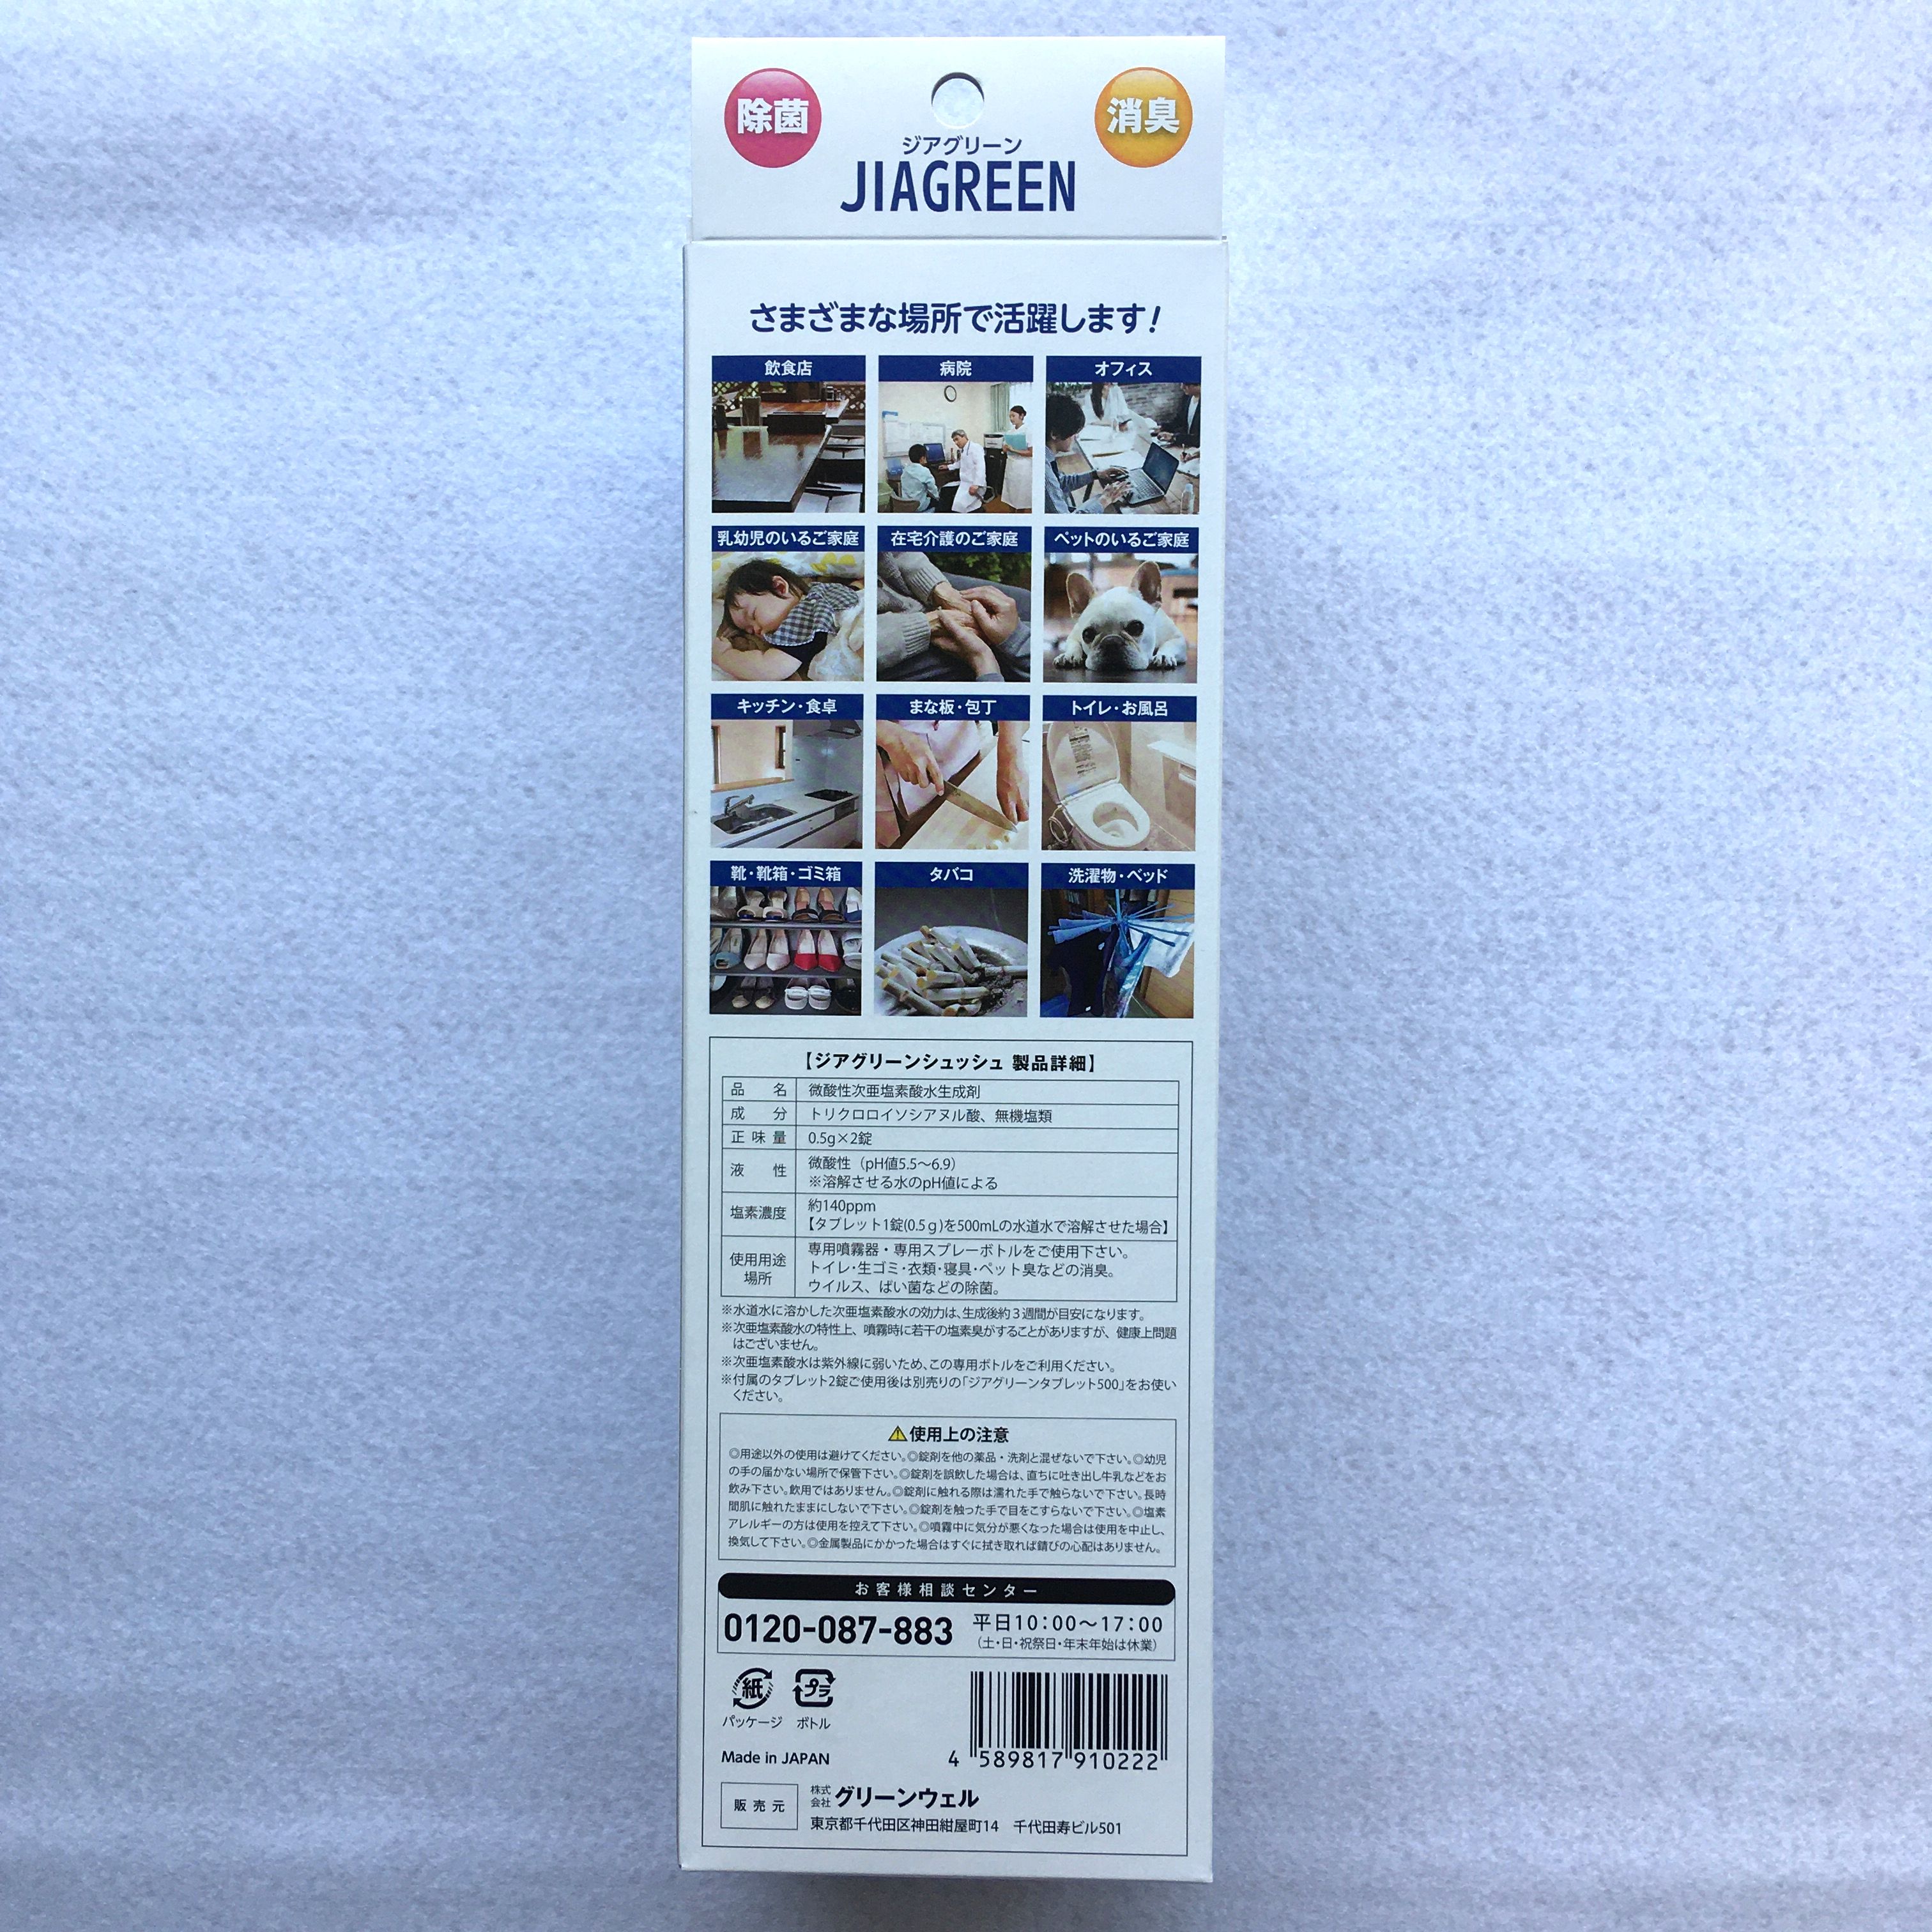 除菌
消臭
ジアグリーン
JIAGREEN
さまざまな場所で活躍します!
飲食店
病院
オフィス
乳幼児のいるご家庭
在宅介護のご家庭
ペットのいるご家庭
キッチン・食卓
まな板・包丁
トイレ・お風呂
靴・靴箱・ゴミ箱
タバコ
洗濯物・ベッド
【ジアグリーンシュッシュ 製品詳細】
品名 微酸性次亜塩素酸水生成剤
成分 トリクロロイソシアヌル酸、無機塩類
正味量 0.5g×2錠
液性 微酸性（pH値5.5〜6.9）
※溶解させる水のpH値による
塩素濃度 約140ppm
【タブレット1錠(0.5g)を500mLの水道水で溶解させた場合】
使用用途場所 専用噴霧器・専用スプレーボトルをご使用下さい。
トイレ・生ゴミ・衣類・寝具・ペット臭などの消臭。
ウイルス、ばい菌などの除菌。
※水道水に溶かした次亜塩素酸水の効力は、生成後約3週間が目安になります。
※次亜塩素酸水の特性上、噴霧時に若干の塩素臭がすることがありますが、健康上問題
はございません。
※次亜塩素酸水は紫外線に弱いため、この専用ボトルをご利用ください。
※付属のタブレット2錠ご使用後は別売りの「ジアグリーンタブレット500」をお使い
ください。
⚠使用上の注意
◎用途以外の使用は避けてください。◎錠剤を他の薬品・洗剤と混ぜないで下さい。◎幼児
の手の届かない場所で保管下さい。◎錠剤を誤飲した場合は、直ちに吐き出し牛乳などをお
飲み下さい。飲用ではありません。◎錠剤に触れる際は濡れた手で触らないで下さい。長時
間肌に触れたままにしないで下さい。◎錠剤を触った手で目をこすらないで下さい。◎塩素
アレルギーの方は使用を控えて下さい。◎噴霧中に気分が悪くなった場合は使用を中止し、
換気して下さい。◎金属製品にかかった場合はすぐに拭き取れば錆びの心配はありません。
お客様相談センター
0120-087-883 平日10:00〜17:00
（土・日・祝祭日・年末年始は休業）
紙 プラ
パッケージ ボトル
Made in JAPAN
4 589817 910222
販売元 株式会社 グリーンウェル
東京都千代田区神田紺屋町14 千代田寿ビル501